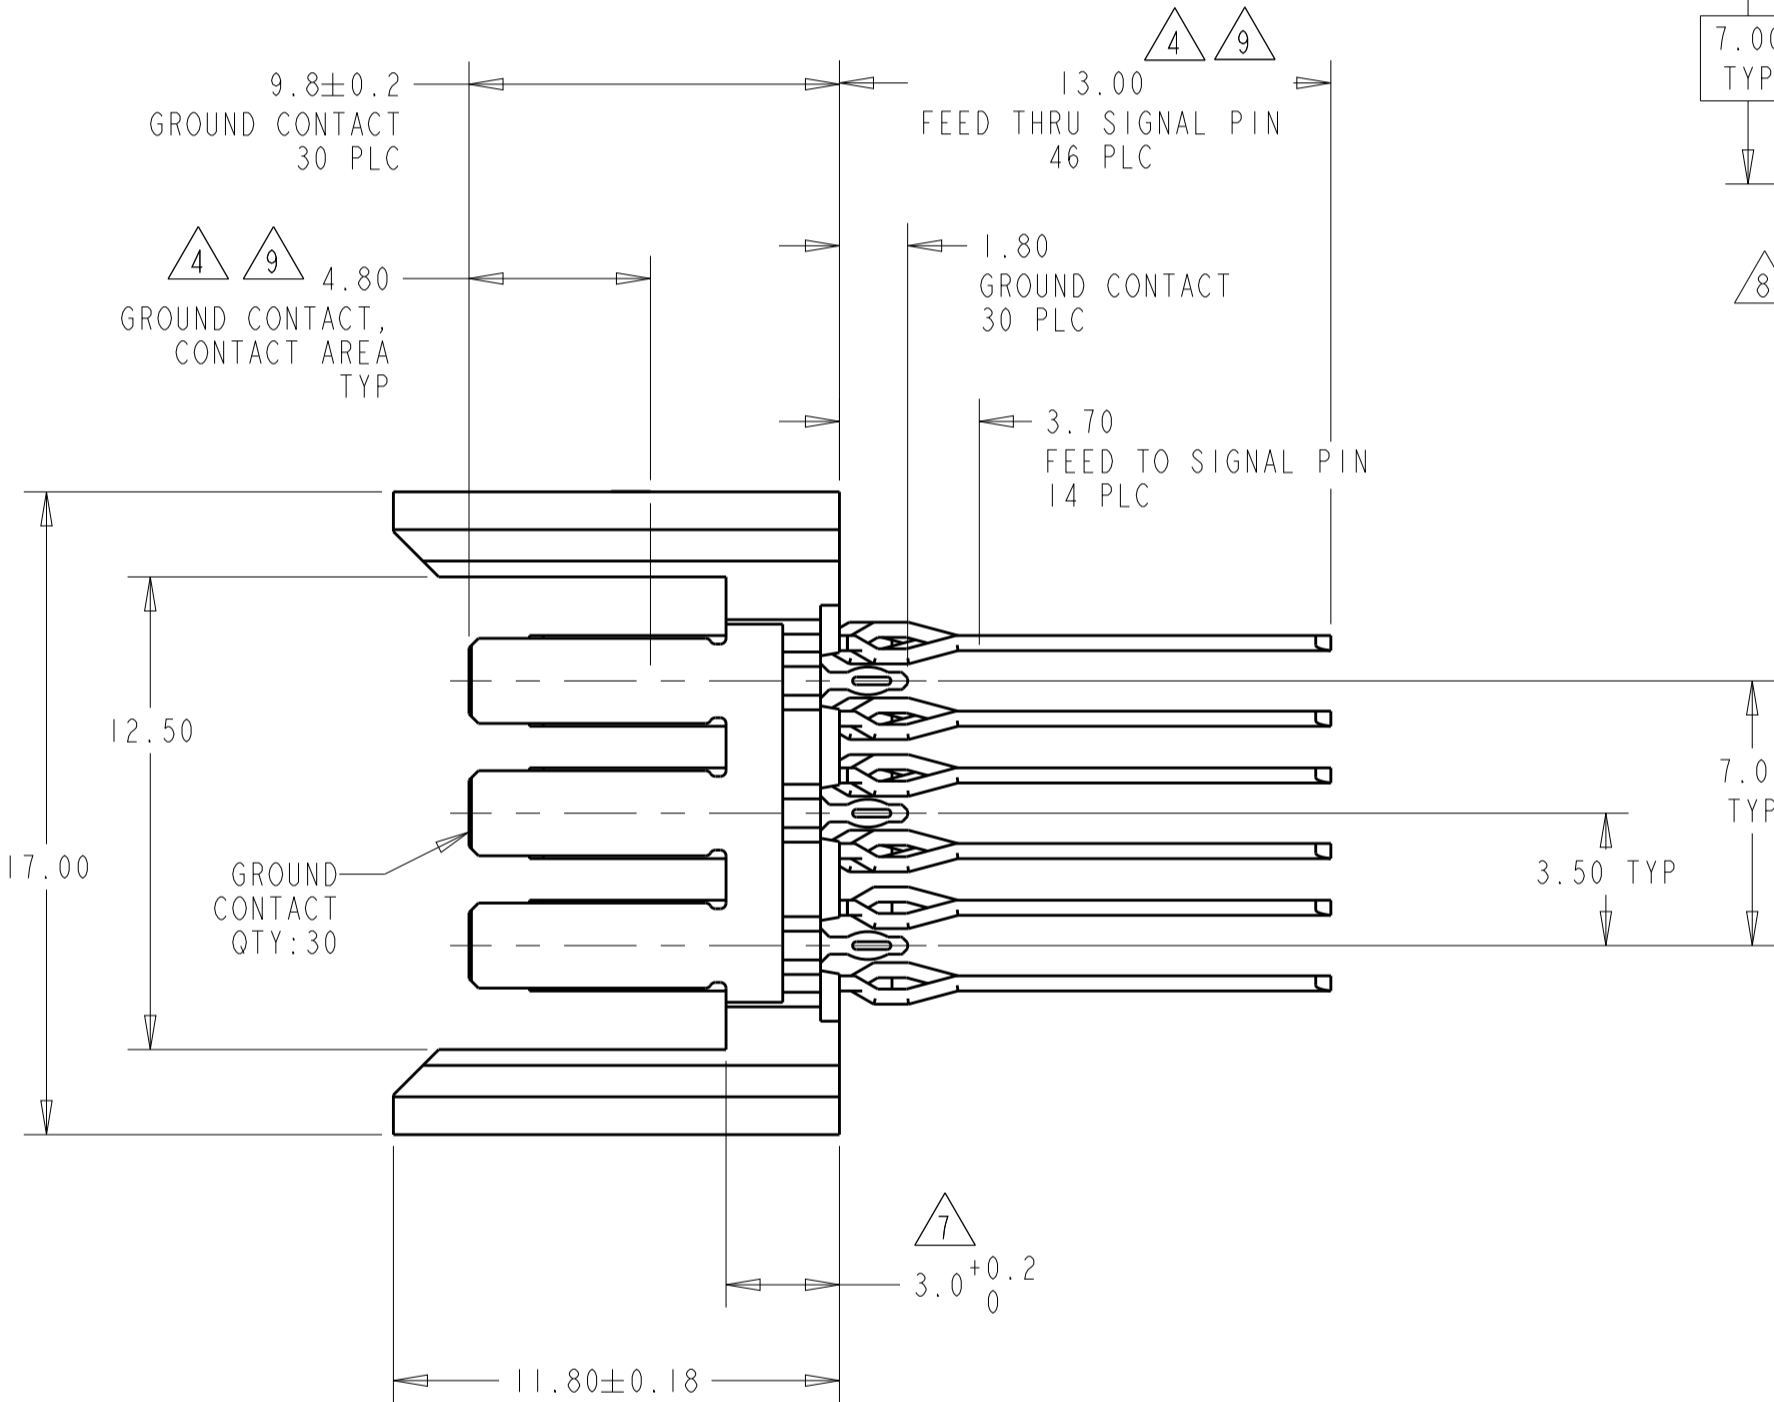 4 9
9.8±0.2
GROUND CONTACT
30 PLC
13.00
FEED THRU SIGNAL PIN
46 PLC
7.00
TYP
4 9 4.80
GROUND CONTACT,
CONTACT AREA
TYP
1.80
GROUND CONTACT
30 PLC
8
3.70
FEED TO SIGNAL PIN
14 PLC
12.50
17.00
GROUND
CONTACT
QTY:30
7.0
TYP
3.50 TYP
7
3.0 +0.2
0
11.80±0.18